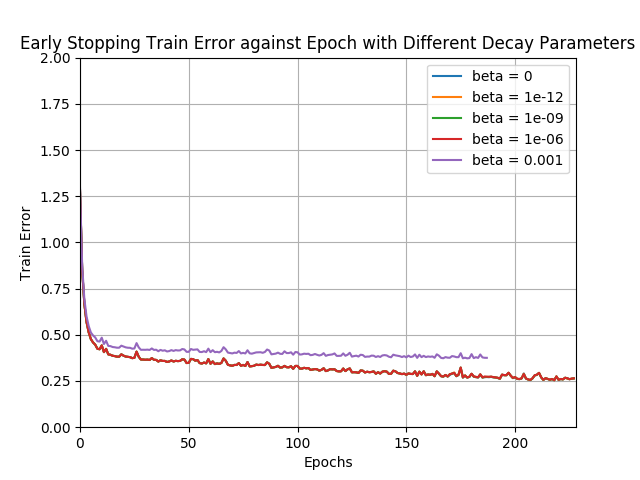 Early Stopping Train Error against Epoch with Different Decay Parameters
2.00
1.75
1.50
1.25
1.00
0.75
0.50
0.25
0.00
Train Error
beta = 0
beta = 1e-12
beta = 1e-09
beta = 1e-06
beta = 0.001
0
50
100
150
200
Epochs